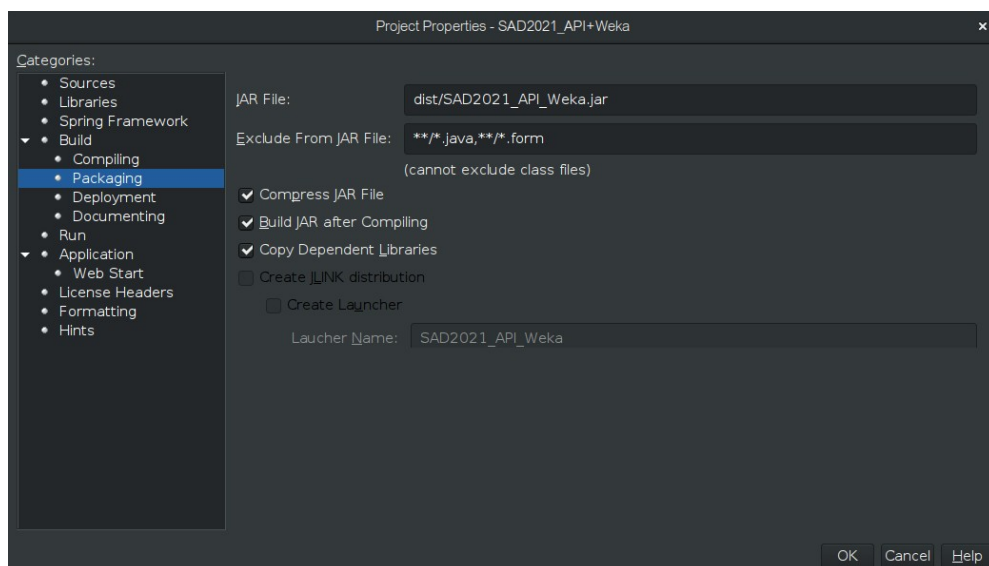 Project Properties - SAD2021_API+Weka
×
Categories:
Sources
Libraries
Spring Framework
Build
Compiling
Packaging
Deployment
Documenting
Run
Application
Web Start
License Headers
Formatting
Hints
JAR File: dist/SAD2021_API_Weka.jar
Exclude From JAR File: **/*.java,**/*.form
(cannot exclude class files)
Compress JAR File
Build JAR after Compiling
Copy Dependent Libraries
Create JLINK distribution
Create Launcher
Laucher Name: SAD2021_API_Weka
OK Cancel Help